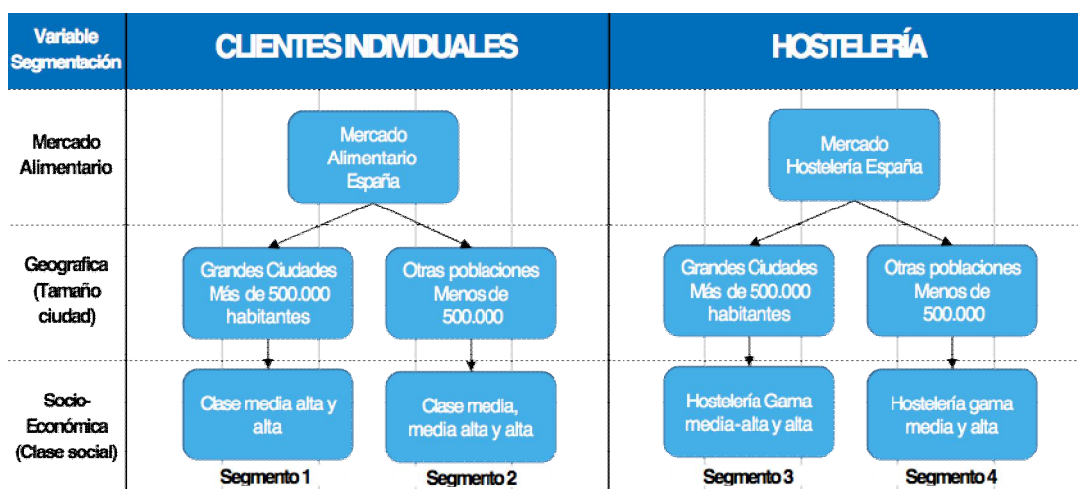 Variable
Segmentación
CLIENTES INDIVIDUALES
HOSTELERÍA
Mercado
Alimentario
Mercado
Alimentario
España
Mercado
Hostelería España
Geografica
(Tamaño
ciudad)
Grandes Ciudades
Más de 500.000
habitantes
Otras poblaciones
Menos de
500.000
Grandes Ciudades
Más de 500.000
habitantes
Otras poblaciones
Menos de
500.000
Socio-
Económica
(Clase social)
Clase media alta y
alta
Clase media,
media alta y alta
Hostelería Gama
media-alta y alta
Hostelería gama
media y alta
Segmento 1
Segmento 2
Segmento 3
Segmento 4